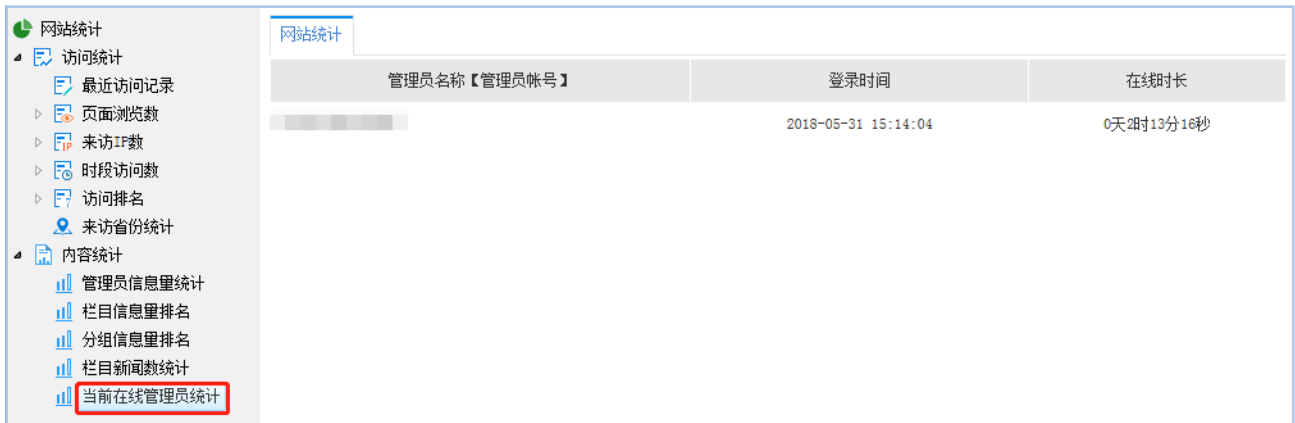 网站统计
访问统计
最近访问记录
页面浏览数
来访IP数
时段访问数
访问排名
来访省份统计
内容统计
管理员信息量统计
栏目信息量排名
分组信息量排名
栏目新闻数统计
当前在线管理员统计
网站统计
管理员名称【管理员帐号】 登录时间 在线时长
2018-05-31 15:14:04 0天2时13分16秒